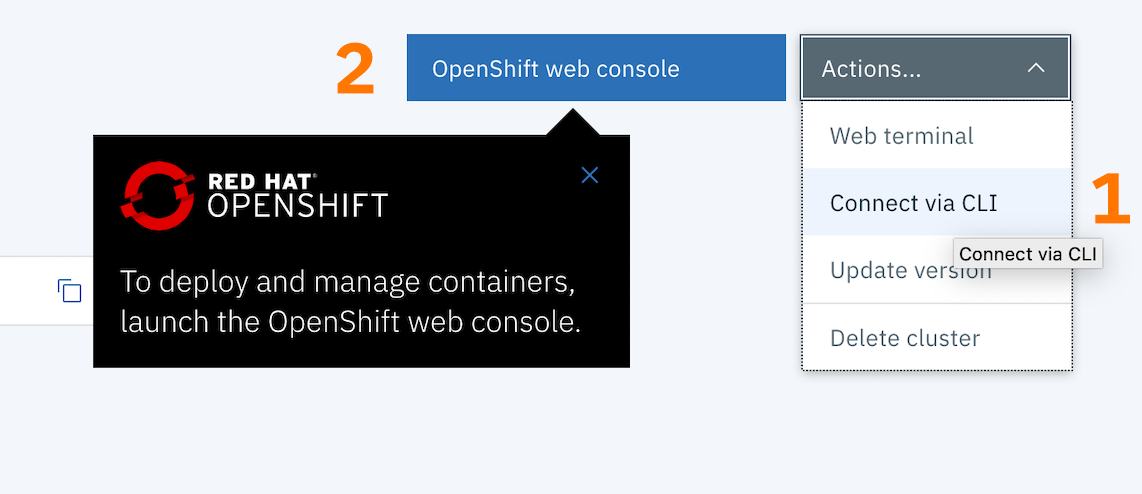 2
OpenShift web console
Actions...
Web terminal
Connect via CLI
1
Connect via CLI
Update version
Delete cluster
RED HAT®
OPENSHIFT
To deploy and manage containers,
launch the OpenShift web console.